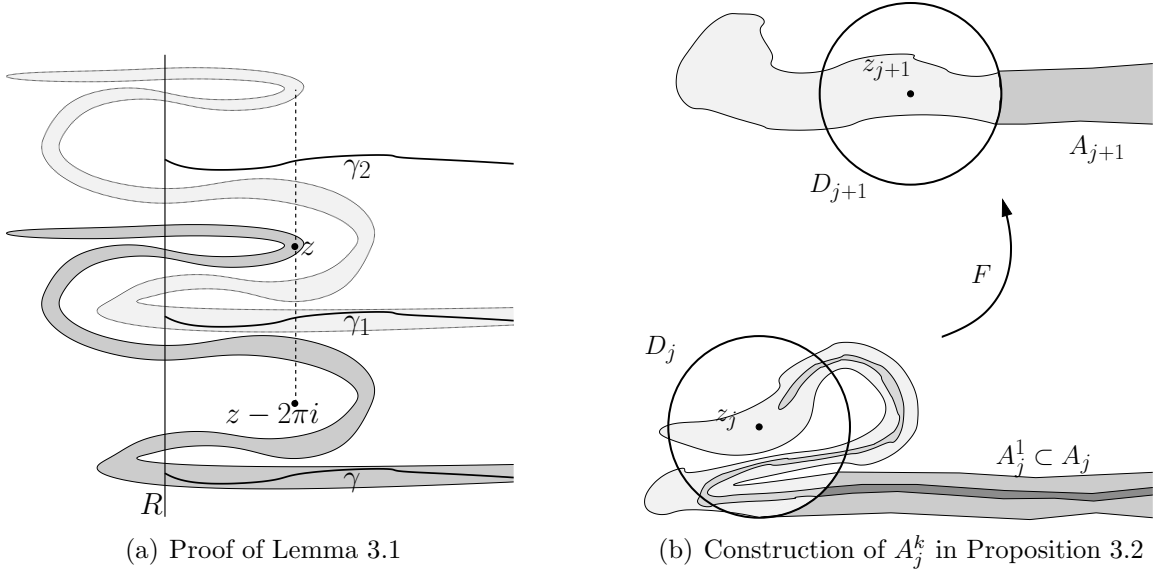 γ₂
z
γ₁
z − 2πi
γ
R
(a) Proof of Lemma 3.1
z_{j+1}
A_{j+1}
D_{j+1}
F
D_j
z_j
A_j^1 ⊂ A_j
(b) Construction of A_j^k in Proposition 3.2